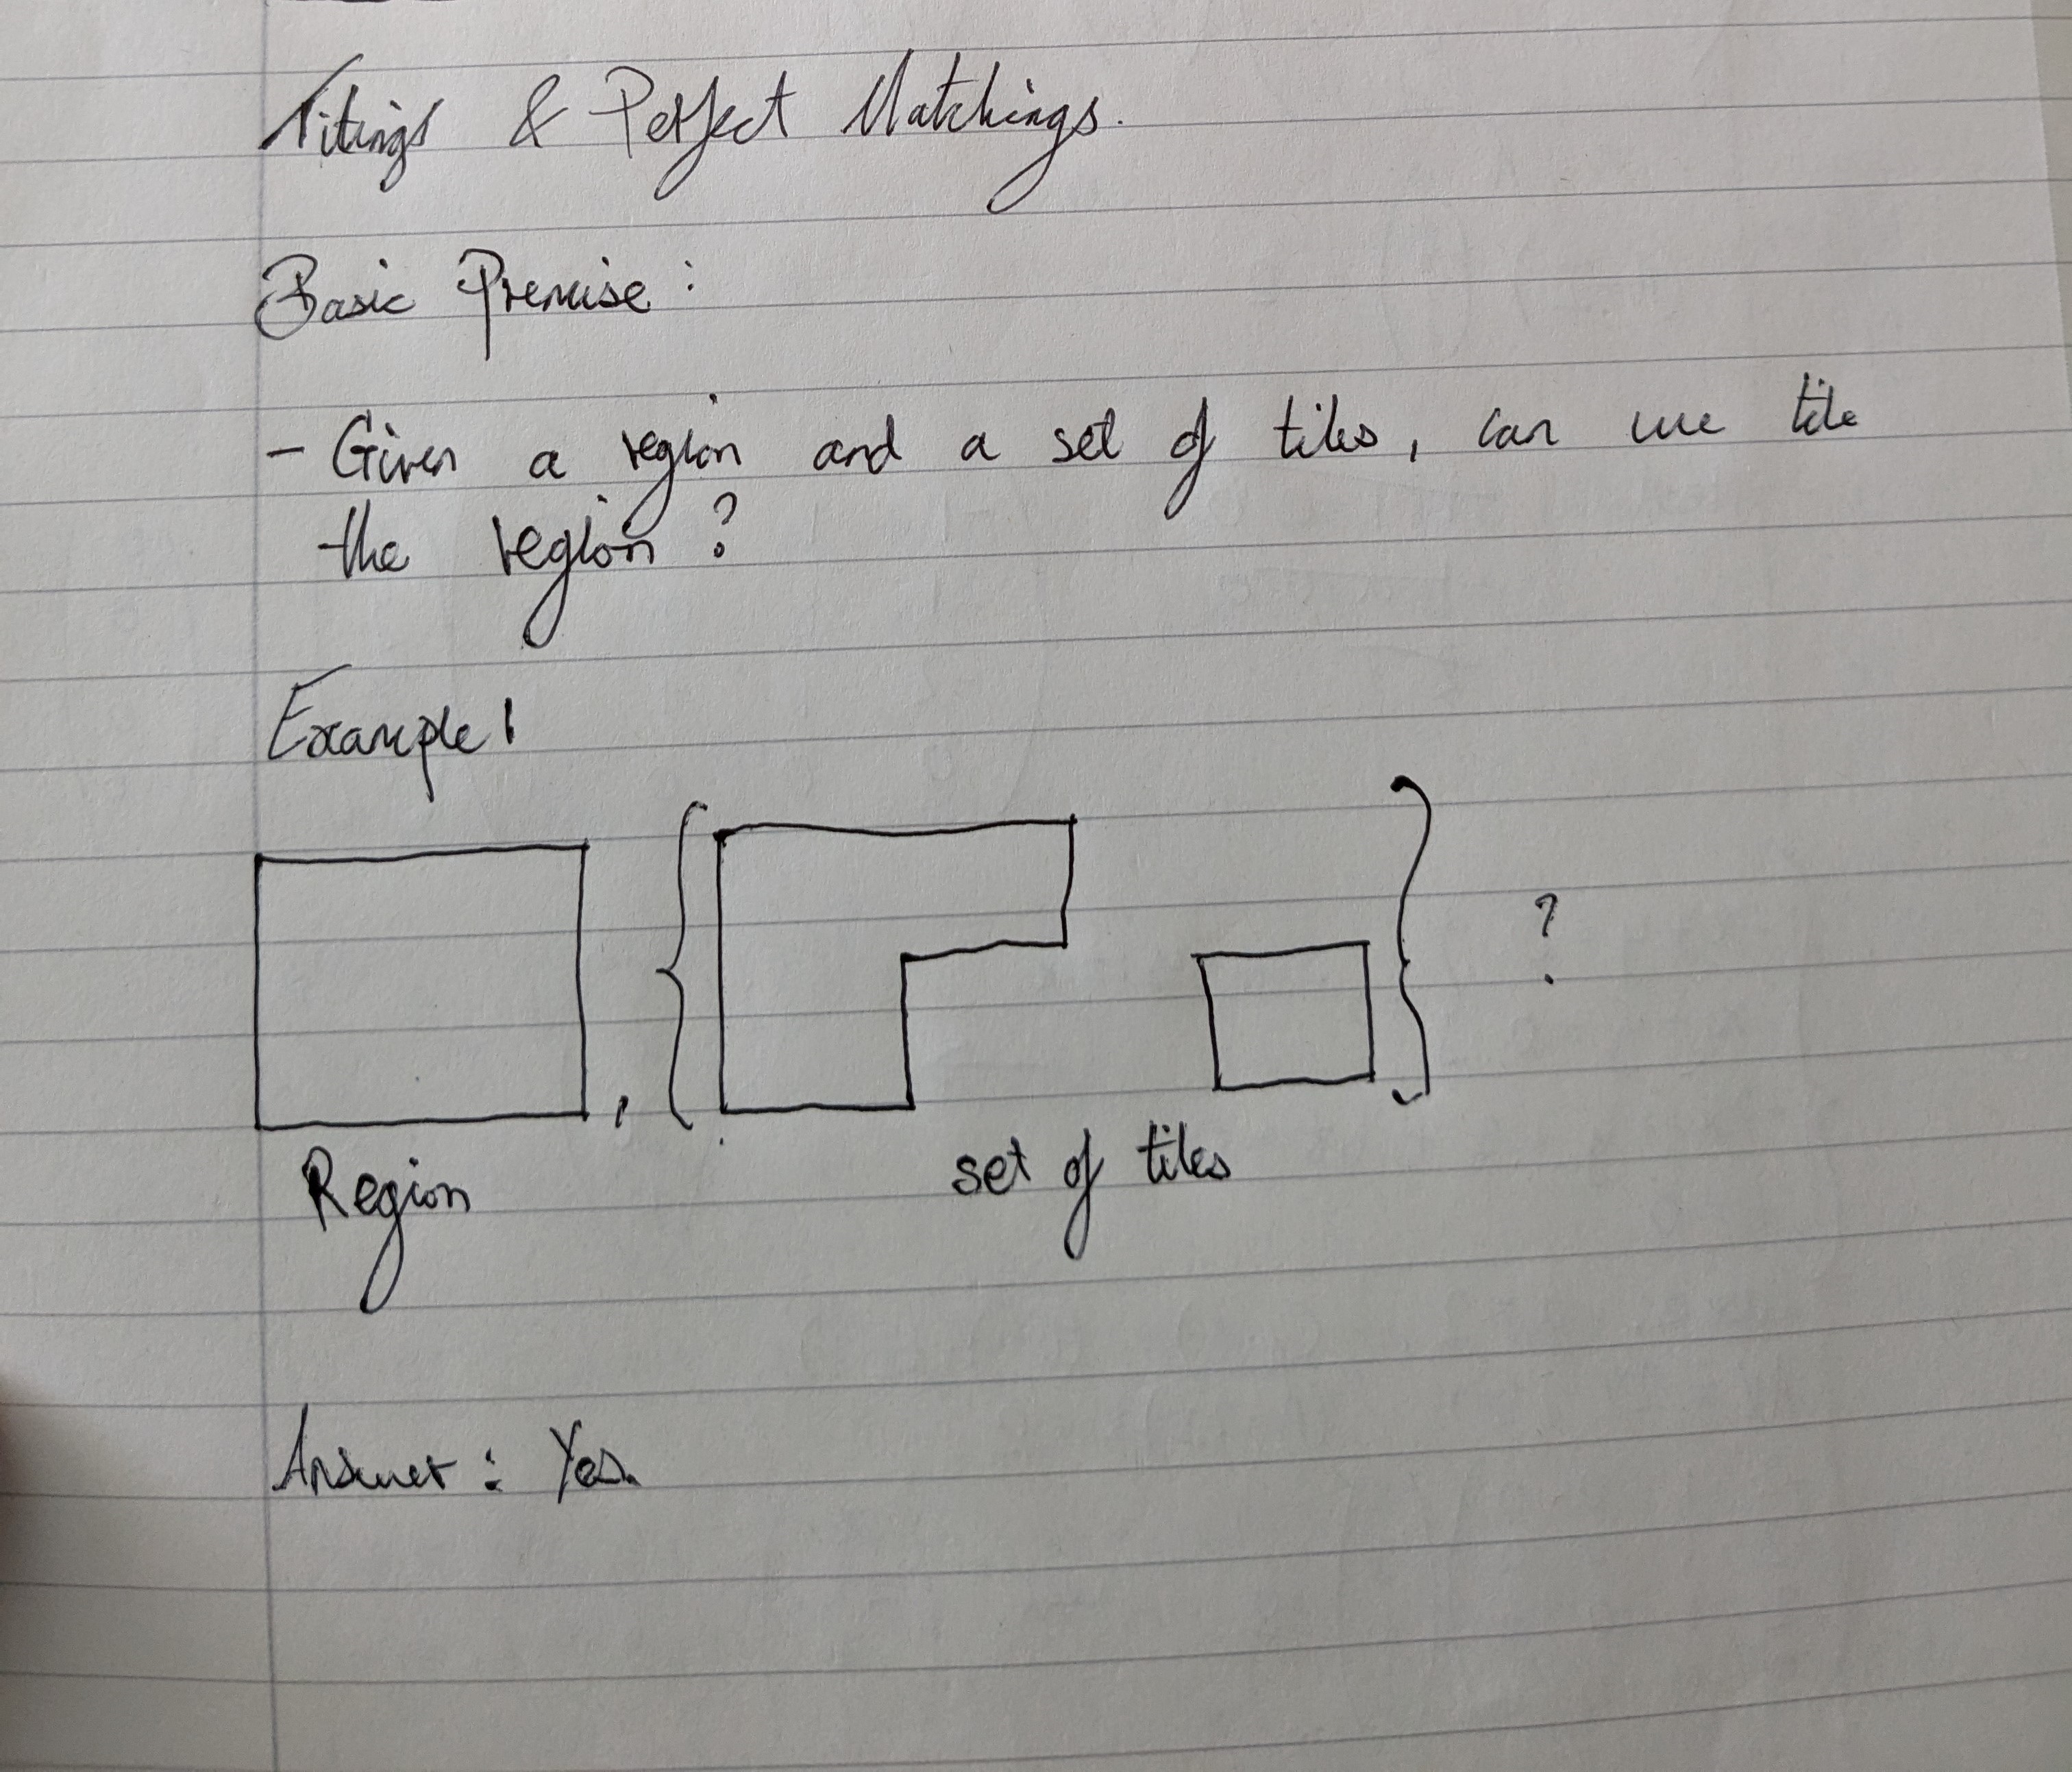 Tilings & Perfect Matchings.
Basic Premise :
- Given a region and a set of tiles, can we tile
the region ?
Example 1
{ , } ?
Region
set of tiles
Answer : Yes.